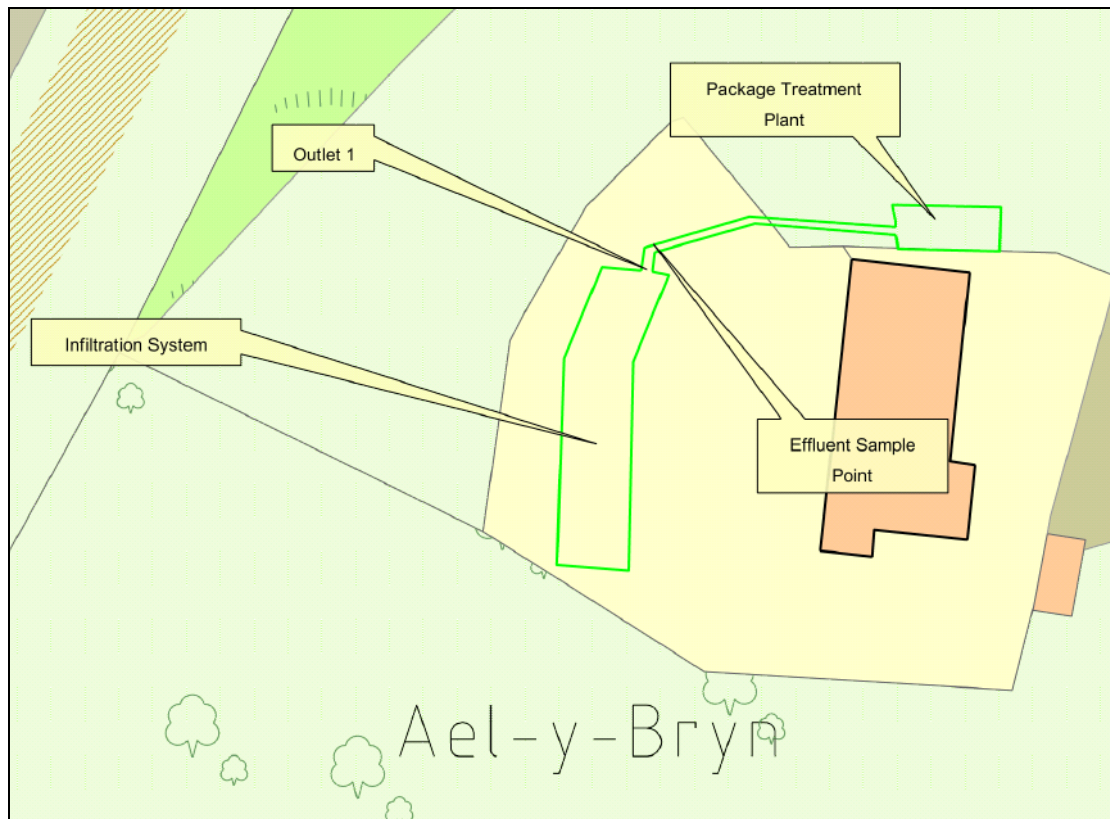 Package Treatment
Plant
Outlet 1
Infiltration System
Effluent Sample
Point
Ael-y-Bryn